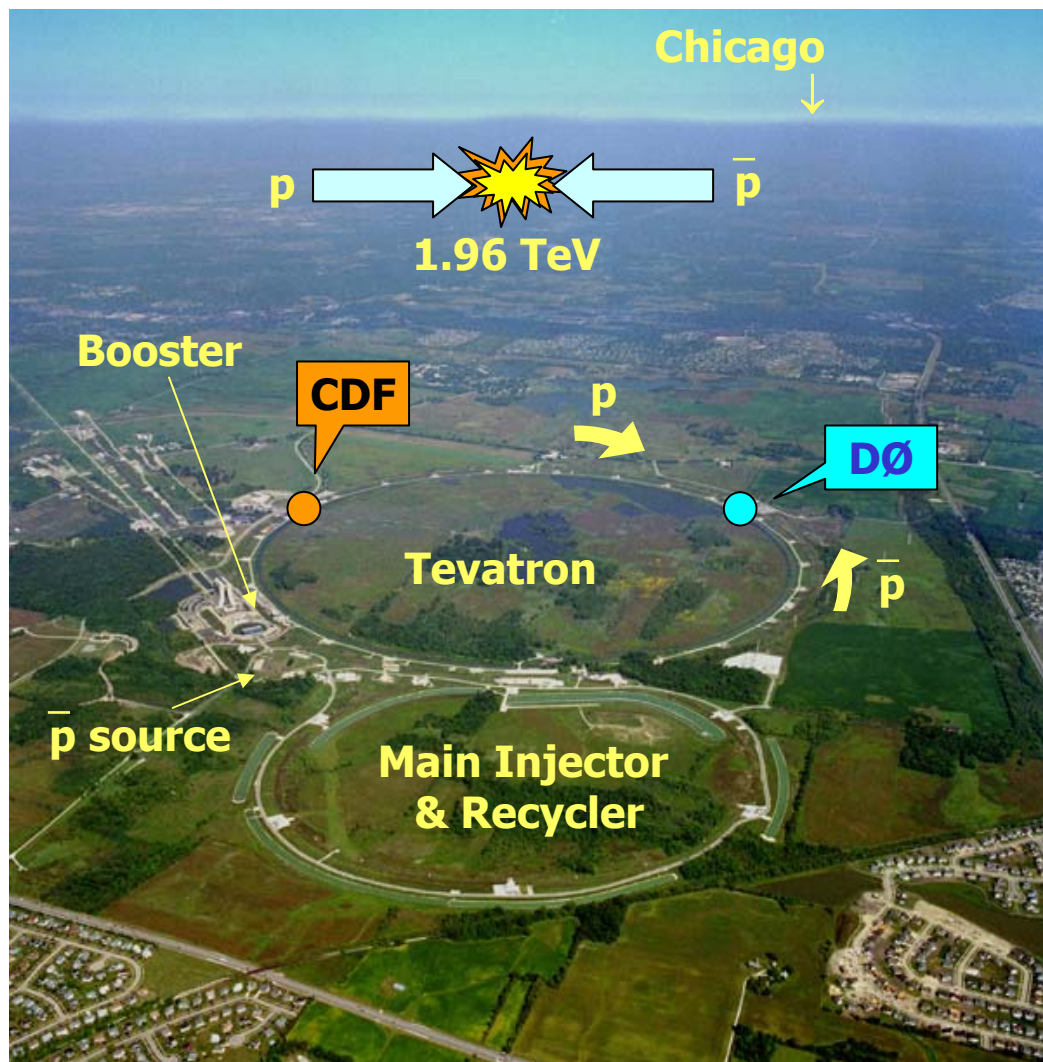 Chicago
p
p̅
1.96 TeV
Booster
CDF
p
DØ
Tevatron
p̅
p̅ source
Main Injector
& Recycler